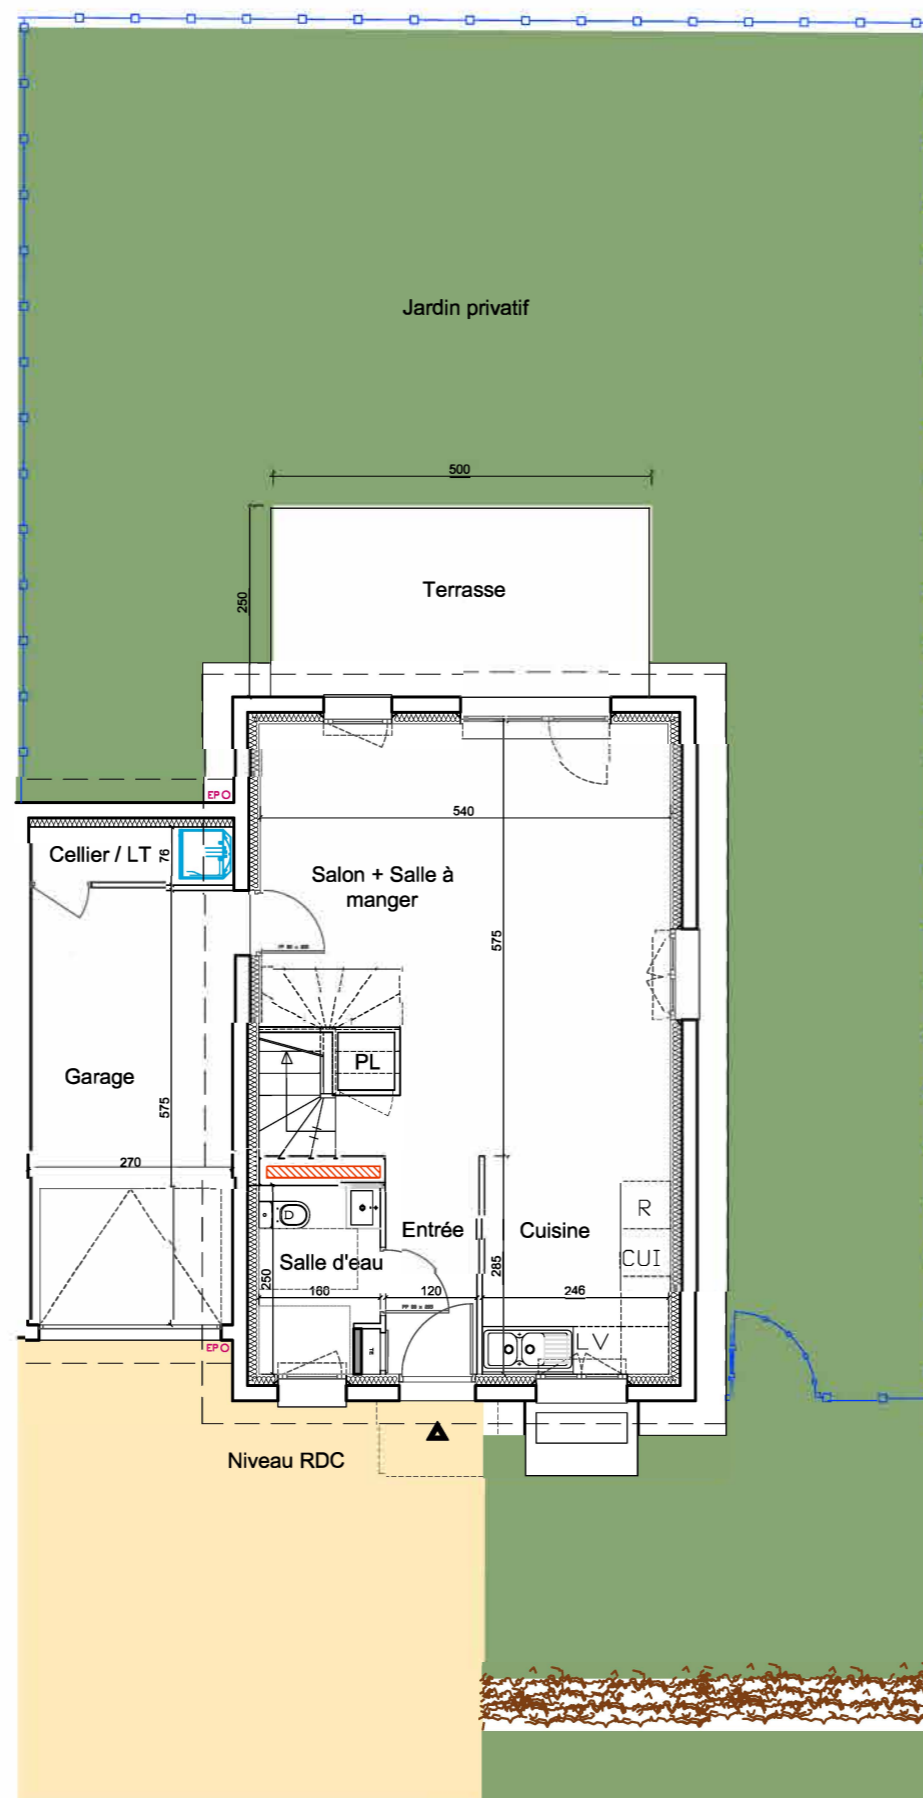 Jardin privatif
500
250
Terrasse
EPO
540
Cellier / LT
76
Salon + Salle à
manger
575
PL
Garage
575
270
R
Entrée
Cuisine
CUI
Salle d'eau
250
285
160
120
246
LV
EPO
Niveau RDC